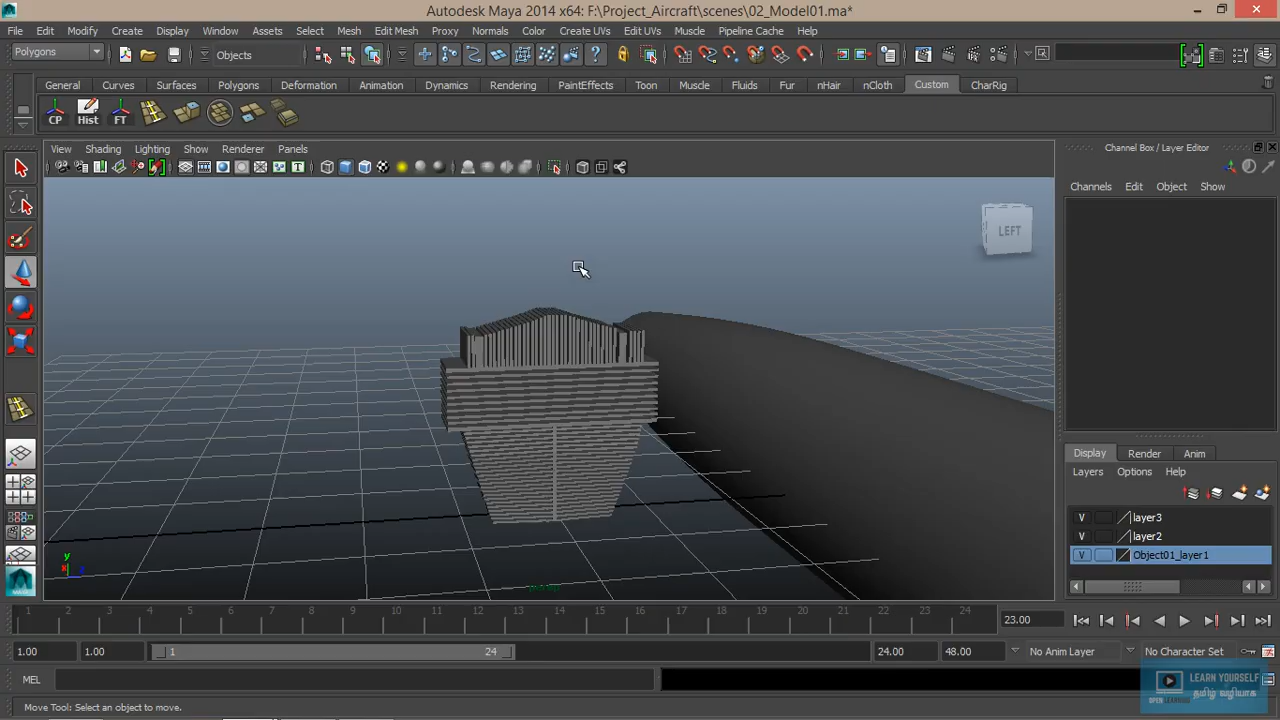 Autodesk Maya 2014 x64: F:\Project_Aircraft\scenes\02_Model01.ma*
File Edit Modify Create Display Window Assets Select Mesh Edit Mesh Proxy Normals Color Create UVs Edit UVs Muscle Pipeline Cache Help
Polygons Objects
General Curves Surfaces Polygons Deformation Animation Dynamics Rendering PaintEffects Toon Muscle Fluids Fur nHair nCloth Custom CharRig
CP Hist FT
View Shading Lighting Show Renderer Panels
Channel Box / Layer Editor
Channels Edit Object Show
LEFT
Display Render Anim
Layers Options Help
V layer3
V layer2
V Object01_layer1
y
1 2 3 4 5 6 7 8 9 10 11 12 13 14 15 16 17 18 19 20 21 22 23 24 23.00
1.00 1.00 1 24 24.00 48.00 No Anim Layer No Character Set
MEL
LEARN YOURSELF
தமிழ் வழியாக
OPEN LEARNING
Move Tool: Select an object to move.